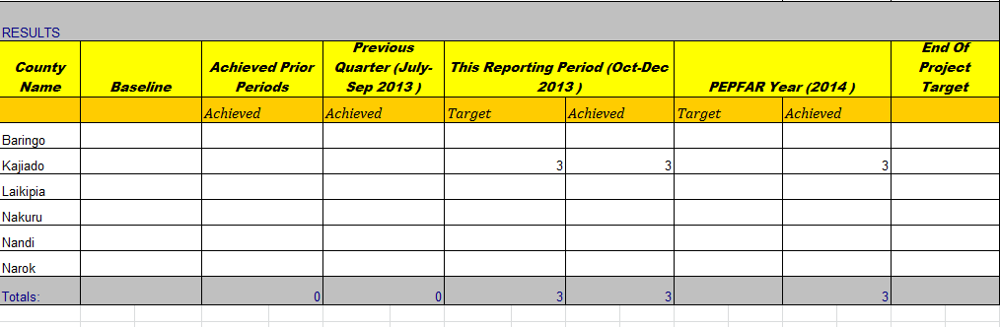 RESULTS
County Name Baseline Achieved Prior Periods Previous Quarter (July-Sep 2013 ) This Reporting Period (Oct-Dec 2013 ) PEPFAR Year (2014 ) End Of Project Target
Achieved Achieved Target Achieved Target Achieved
Baringo
Kajiado 3 3 3
Laikipia
Nakuru
Nandi
Narok
Totals: 0 0 3 3 3